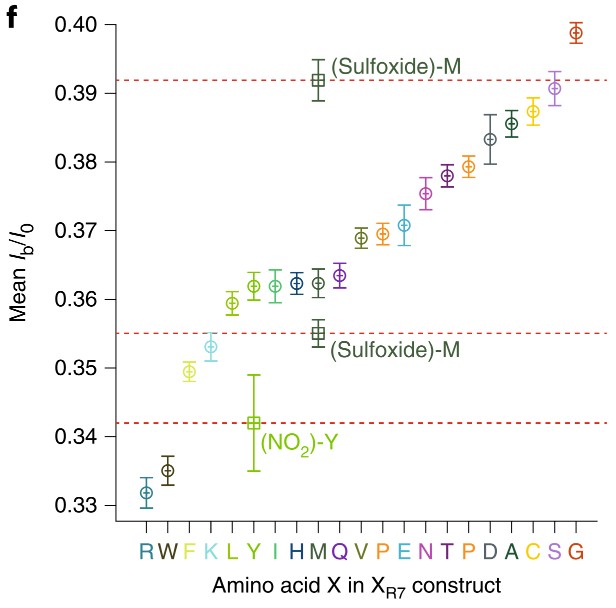 f
0.40
0.39
0.38
0.37
0.36
0.35
0.34
0.33
Mean Ib/I0
(Sulfoxide)-M
(Sulfoxide)-M
(NO2)-Y
R W F K L Y I H M Q V P E N T P D A C S G
Amino acid X in XR7 construct